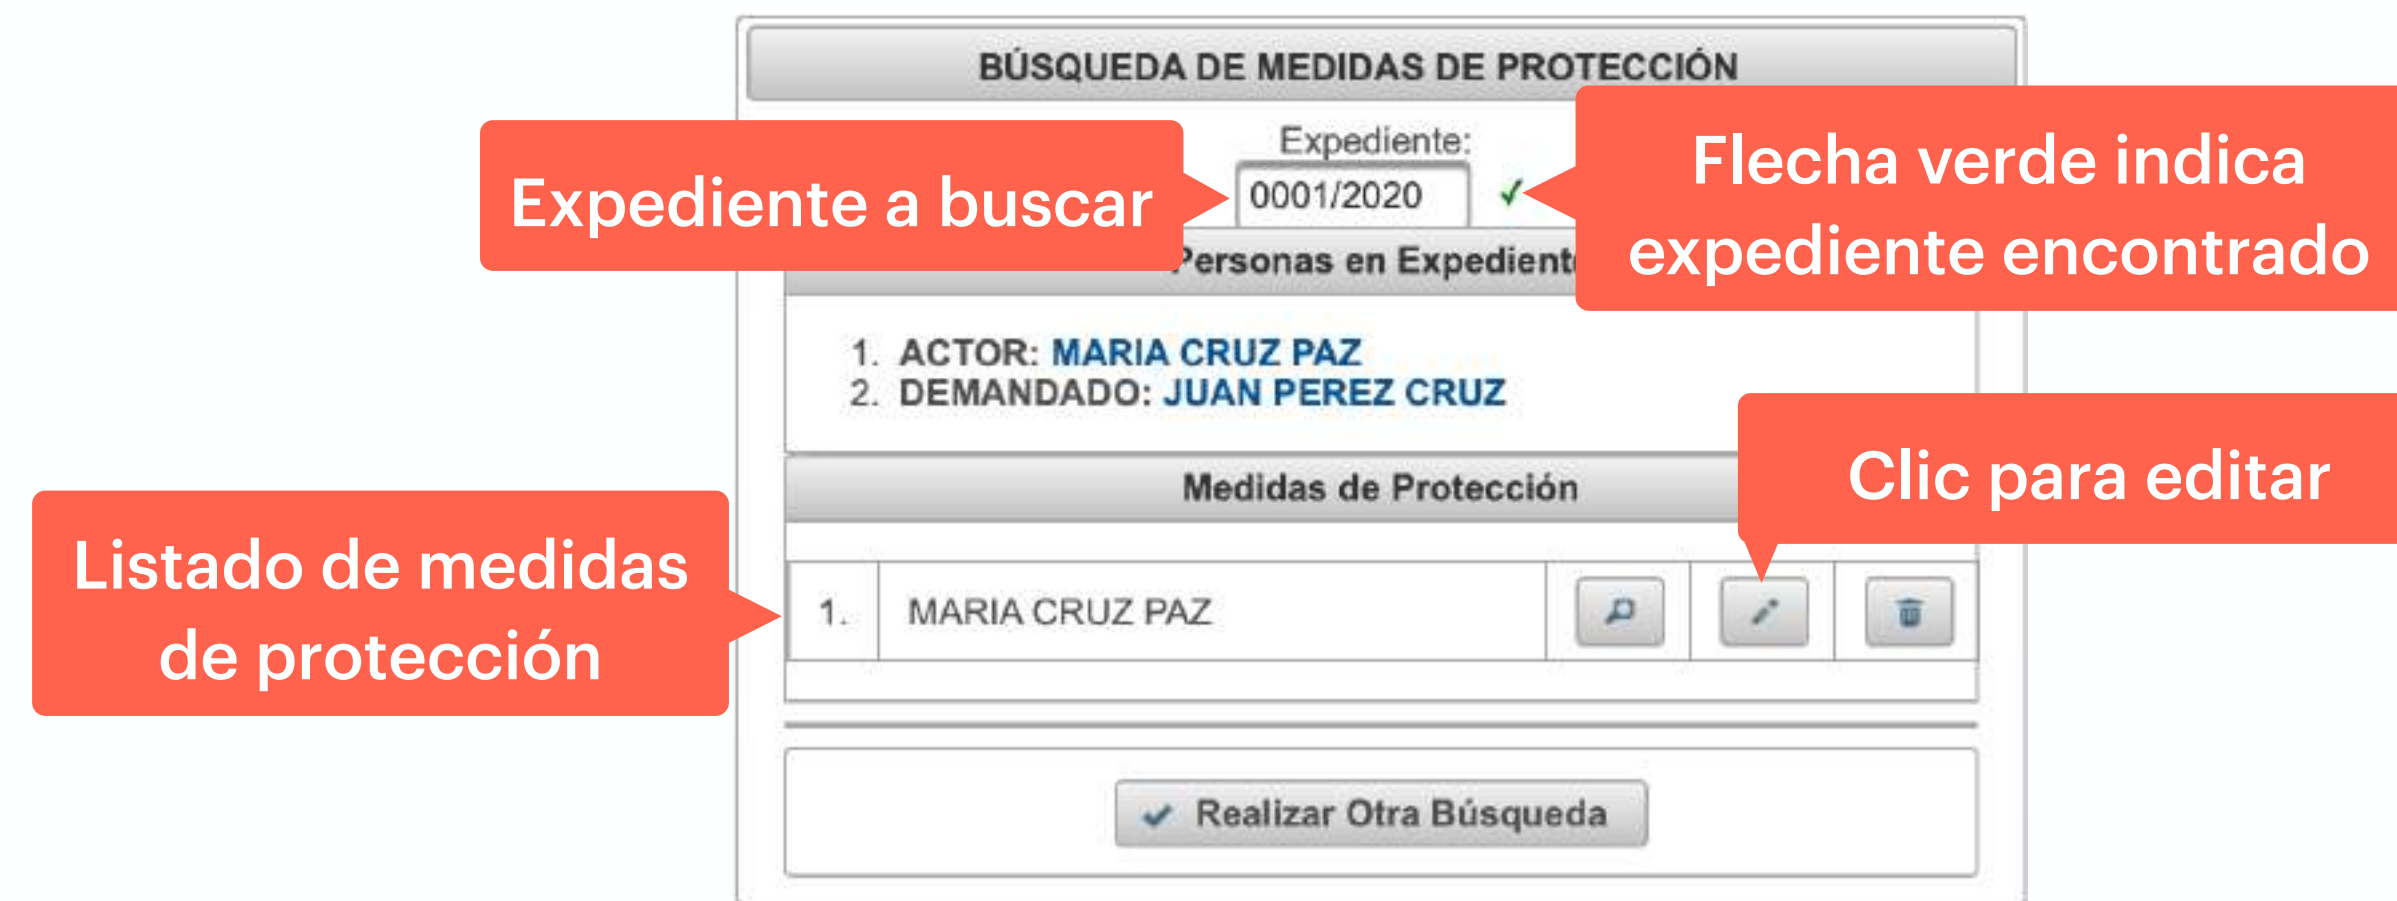 BÚSQUEDA DE MEDIDAS DE PROTECCIÓN
Expediente:
Expediente a buscar
0001/2020
Flecha verde indica
expediente encontrado
Personas en Expediente
1. ACTOR: MARIA CRUZ PAZ
2. DEMANDADO: JUAN PEREZ CRUZ
Medidas de Protección
Clic para editar
Listado de medidas
de protección
1. MARIA CRUZ PAZ
Realizar Otra Búsqueda